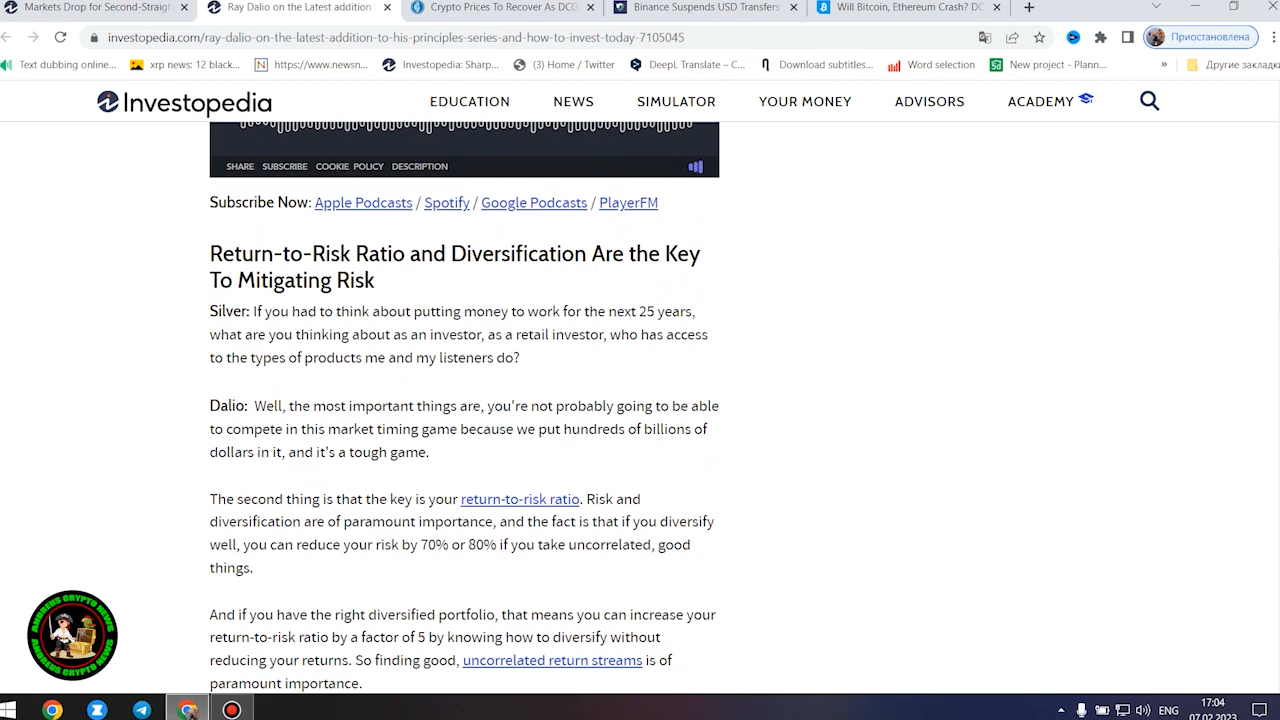 Markets Drop for Second-Straigh
Ray Dalio on the Latest addition
Crypto Prices To Recover As DCG
Binance Suspends USD Transfers
Will Bitcoin, Ethereum Crash? DC
investopedia.com/ray-dalio-on-the-latest-addition-to-his-principles-series-and-how-to-invest-today-7105045
Приостановлена
Text dubbing online...
xrp news: 12 black...
https://www.newsn...
Investopedia: Sharp...
(3) Home / Twitter
DeepL Translate – C...
Download subtitles...
Word selection
New project - Plann...
»
Другие закладки
Investopedia
EDUCATION
NEWS
SIMULATOR
YOUR MONEY
ADVISORS
ACADEMY
SHARE SUBSCRIBE COOKIE POLICY DESCRIPTION
Subscribe Now: Apple Podcasts / Spotify / Google Podcasts / PlayerFM
Return-to-Risk Ratio and Diversification Are the Key
To Mitigating Risk
Silver: If you had to think about putting money to work for the next 25 years,
what are you thinking about as an investor, as a retail investor, who has access
to the types of products me and my listeners do?
Dalio: Well, the most important things are, you're not probably going to be able
to compete in this market timing game because we put hundreds of billions of
dollars in it, and it's a tough game.
The second thing is that the key is your return-to-risk ratio. Risk and
diversification are of paramount importance, and the fact is that if you diversify
well, you can reduce your risk by 70% or 80% if you take uncorrelated, good
things.
And if you have the right diversified portfolio, that means you can increase your
return-to-risk ratio by a factor of 5 by knowing how to diversify without
reducing your returns. So finding good, uncorrelated return streams is of
paramount importance.
ANDREUS CRYPTO NEWS
ANDREUS CRYPTO NEWS
ENG
17:04
07.02.2023